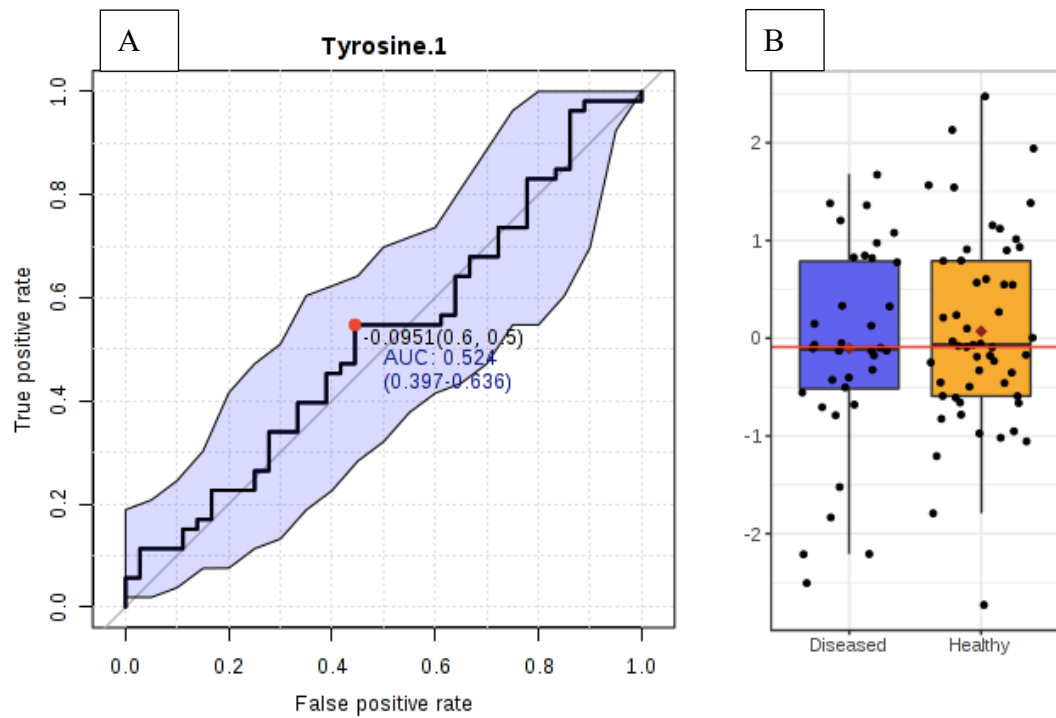 A
Tyrosine.1
True positive rate
1.0
0.8
0.6
0.4
0.2
0.0
-0.0951(0.6, 0.5)
AUC: 0.524
(0.397-0.636)
0.0 0.2 0.4 0.6 0.8 1.0
False positive rate
B
2
1
0
-1
-2
Diseased Healthy